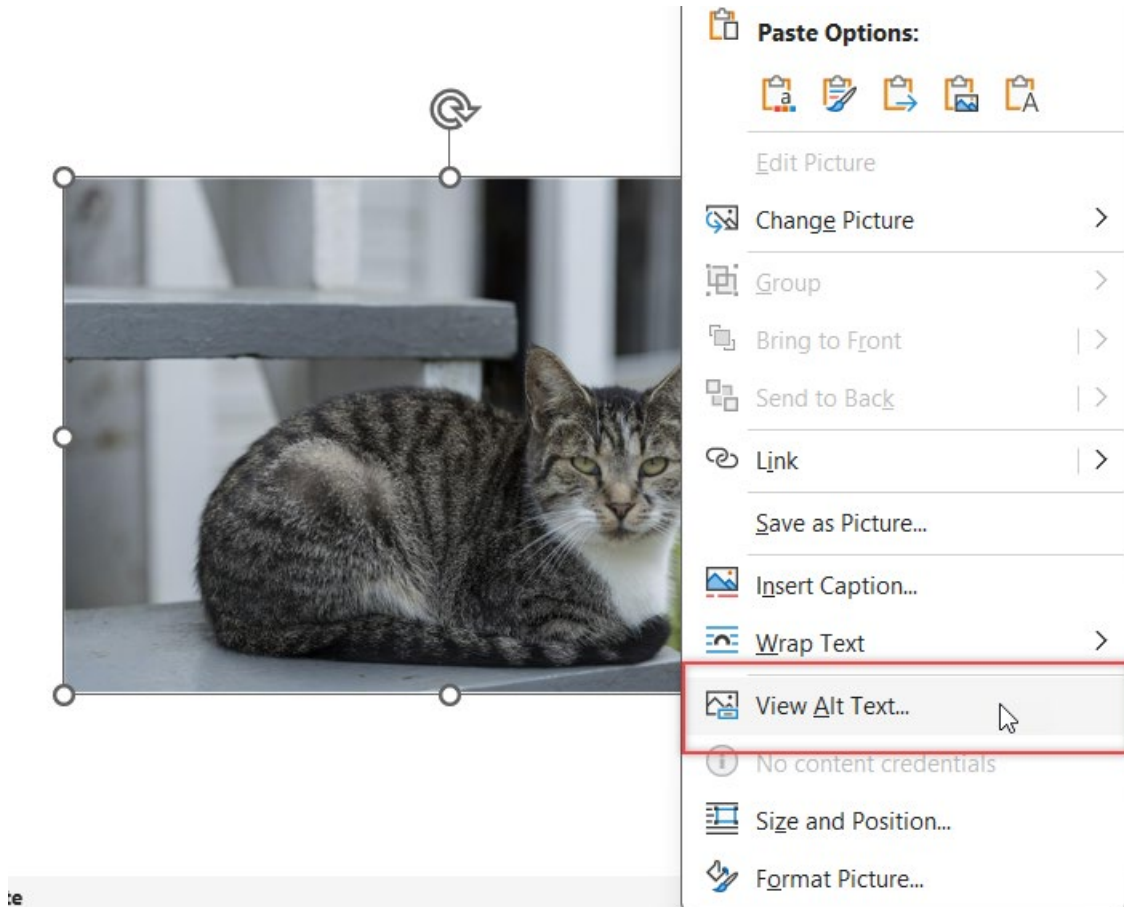 Paste Options:
Edit Picture
Change Picture
Group
Bring to Front
Send to Back
Link
Save as Picture...
Insert Caption...
Wrap Text
View Alt Text...
No content credentials
Size and Position...
Format Picture...